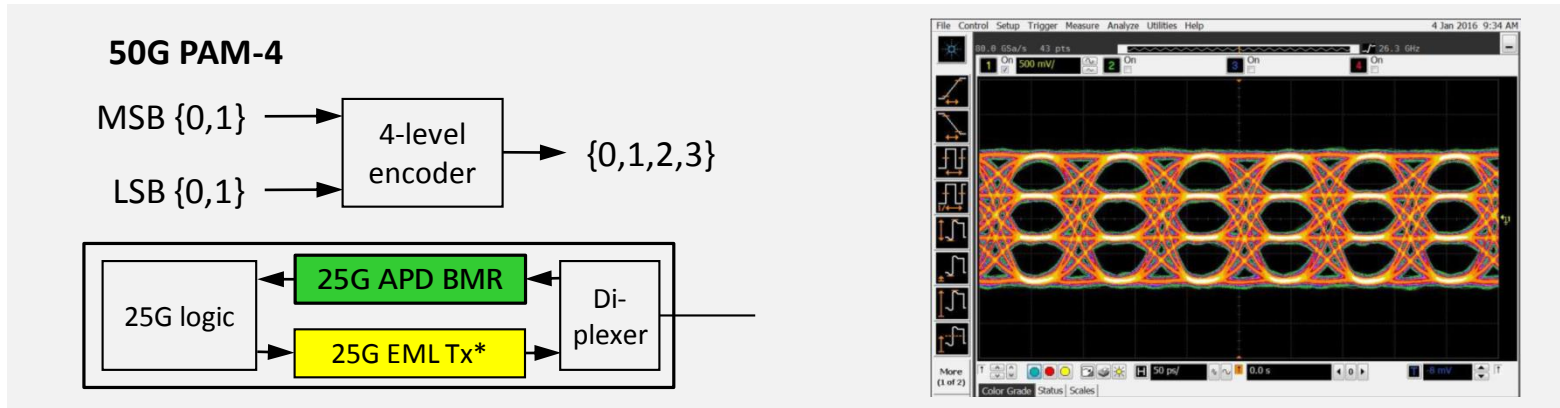 50G PAM-4
MSB {0,1}
LSB {0,1}
4-level
encoder
{0,1,2,3}
25G logic
25G APD BMR
25G EML Tx*
Di-
plexer
File Control Setup Trigger Measure Analyze Utilities Help 4 Jan 2016 9:34 AM
80.0 GSa/s 43 pts 26.3 GHz
1 On 500 mV/ 2 On 3 On 4 On
More
(1 of 2)
H 50 ps/ 0.0 s 0 T -8 mV
Color Grade Status Scales